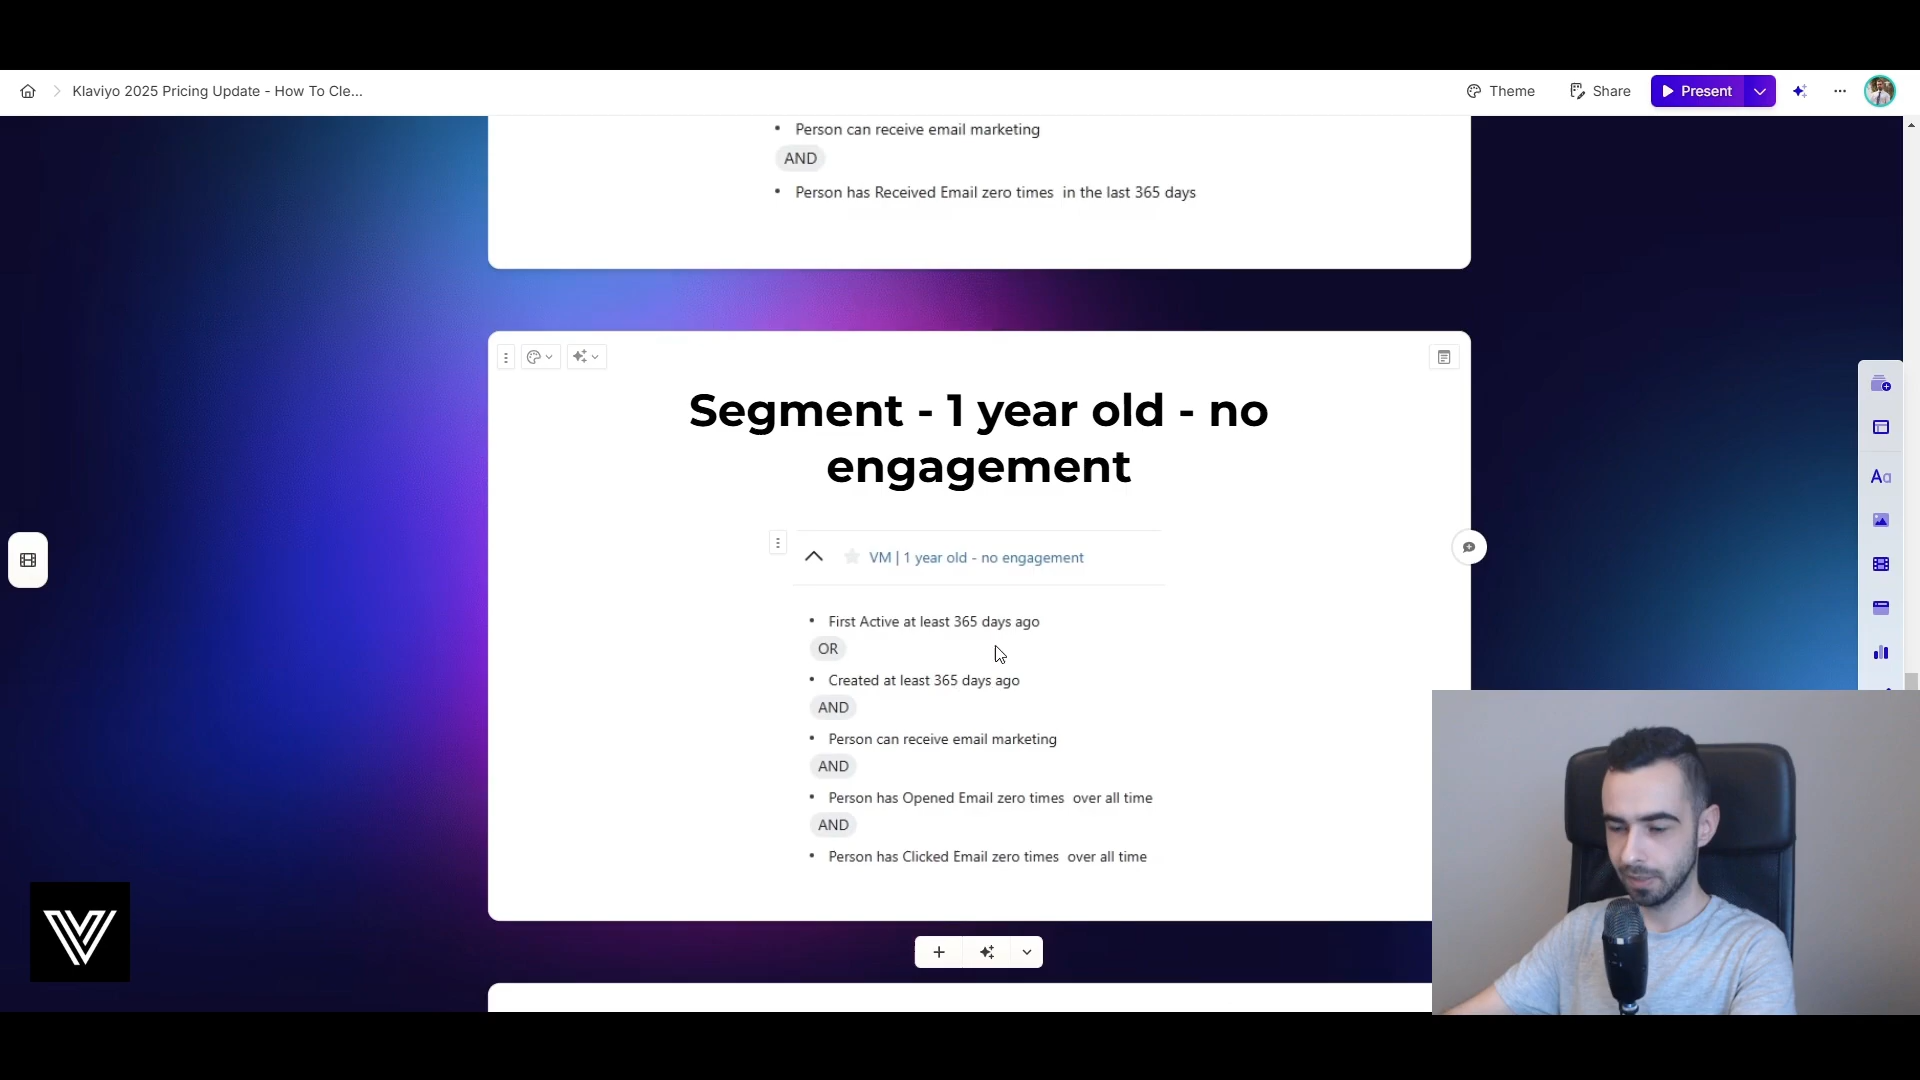 Klaviyo 2025 Pricing Update - How To Cle...
Theme
Share
Present
Person can receive email marketing
AND
Person has Received Email zero times in the last 365 days
Segment - 1 year old - no
engagement
VM | 1 year old - no engagement
First Active at least 365 days ago
OR
Created at least 365 days ago
AND
Person can receive email marketing
AND
Person has Opened Email zero times over all time
AND
Person has Clicked Email zero times over all time
Aa